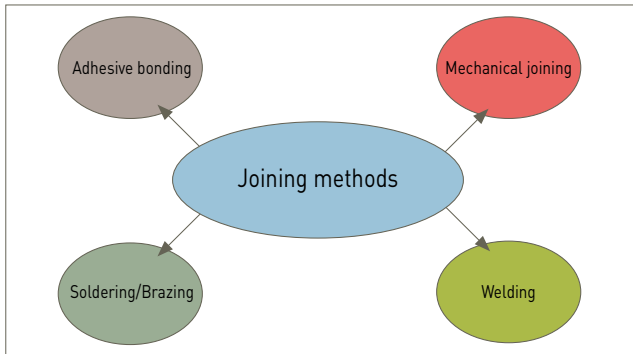 Adhesive bonding
Mechanical joining
Joining methods
Soldering/Brazing
Welding